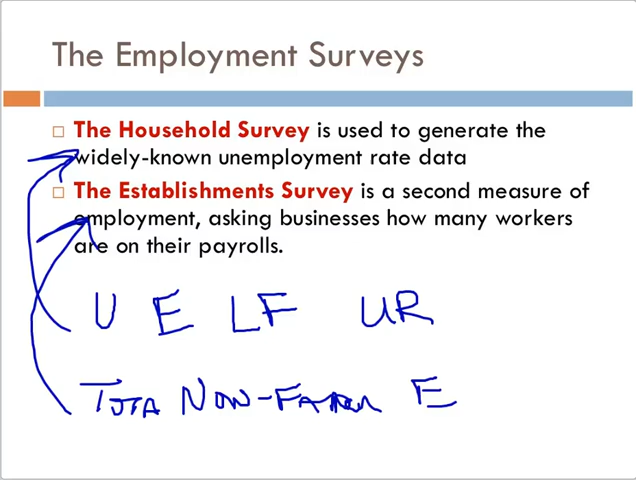 The Employment Surveys
The Household Survey is used to generate the
widely-known unemployment rate data
The Establishments Survey is a second measure of
employment, asking businesses how many workers
are on their payrolls.
U E LF UR
Non-Farm E